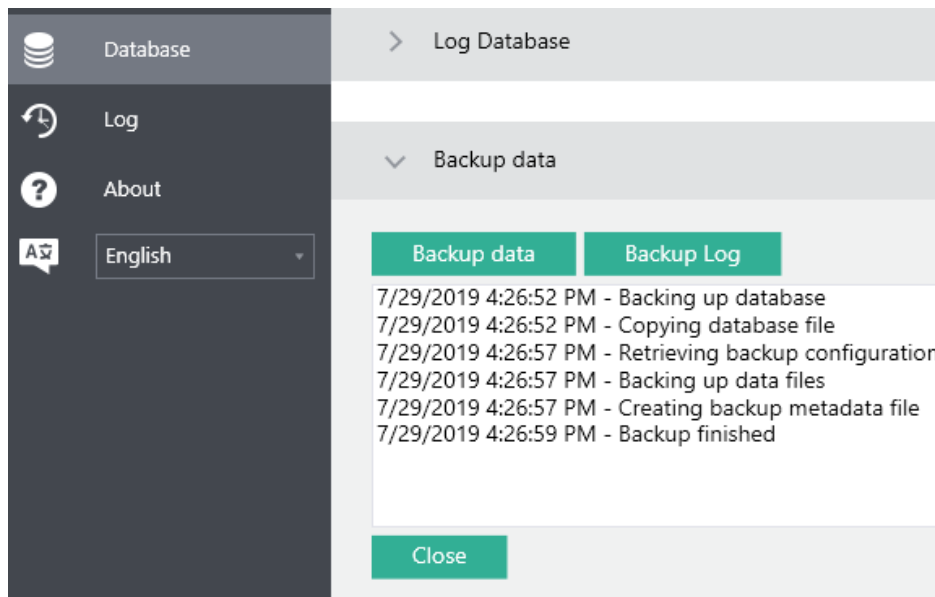 Database
Log
About
English
Log Database
Backup data
Backup data
Backup Log
7/29/2019 4:26:52 PM - Backing up database
7/29/2019 4:26:52 PM - Copying database file
7/29/2019 4:26:57 PM - Retrieving backup configuration
7/29/2019 4:26:57 PM - Backing up data files
7/29/2019 4:26:57 PM - Creating backup metadata file
7/29/2019 4:26:59 PM - Backup finished
Close